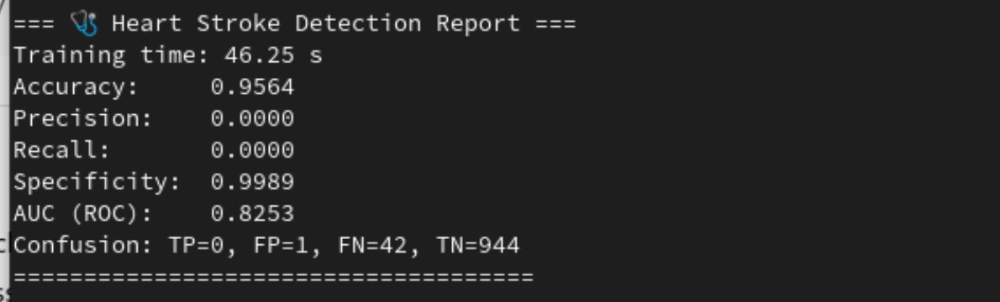 === 🩺 Heart Stroke Detection Report ===
Training time: 46.25 s
Accuracy:     0.9564
Precision:    0.0000
Recall:       0.0000
Specificity:  0.9989
AUC (ROC):    0.8253
Confusion: TP=0, FP=1, FN=42, TN=944
=====================================